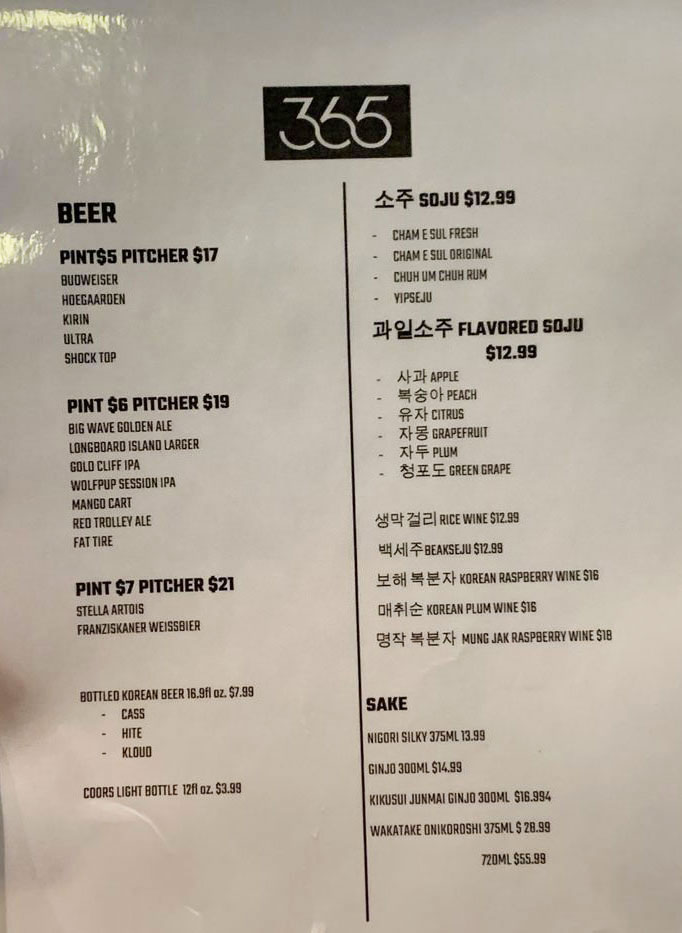 365
BEER
PINT$5 PITCHER $17
BUDWEISER
HOEGAARDEN
KIRIN
ULTRA
SHOCK TOP
PINT $6 PITCHER $19
BIG WAVE GOLDEN ALE
LONGBOARD ISLAND LARGER
GOLD CLIFF IPA
WOLFPUP SESSION IPA
MANGO CART
RED TROLLEY ALE
FAT TIRE
PINT $7 PITCHER $21
STELLA ARTOIS
FRANZISKANER WEISSBIER
BOTTLED KOREAN BEER 16.9fl oz. $7.99
- CASS
- HITE
- KLOUD
COORS LIGHT BOTTLE 12fl oz. $3.99
소주 SOJU $12.99
- CHAM E SUL FRESH
- CHAM E SUL ORIGINAL
- CHUH UM CHUH RUM
- YIPSEJU
과일소주 FLAVORED SOJU
$12.99
- 사과 APPLE
- 복숭아 PEACH
- 유자 CITRUS
- 자몽 GRAPEFRUIT
- 자두 PLUM
- 청포도 GREEN GRAPE
생막걸리 RICE WINE $12.99
백세주 BEAKSEJU $12.99
보해 복분자 KOREAN RASPBERRY WINE $16
매취순 KOREAN PLUM WINE $16
명작 복분자 MUNG JAK RASPBERRY WINE $18
SAKE
NIGORI SILKY 375ML 13.99
GINJO 300ML $14.99
KIKUSUI JUNMAI GINJO 300ML $16.994
WAKATAKE ONIKOROSHI 375ML $ 28.99
720ML $55.99